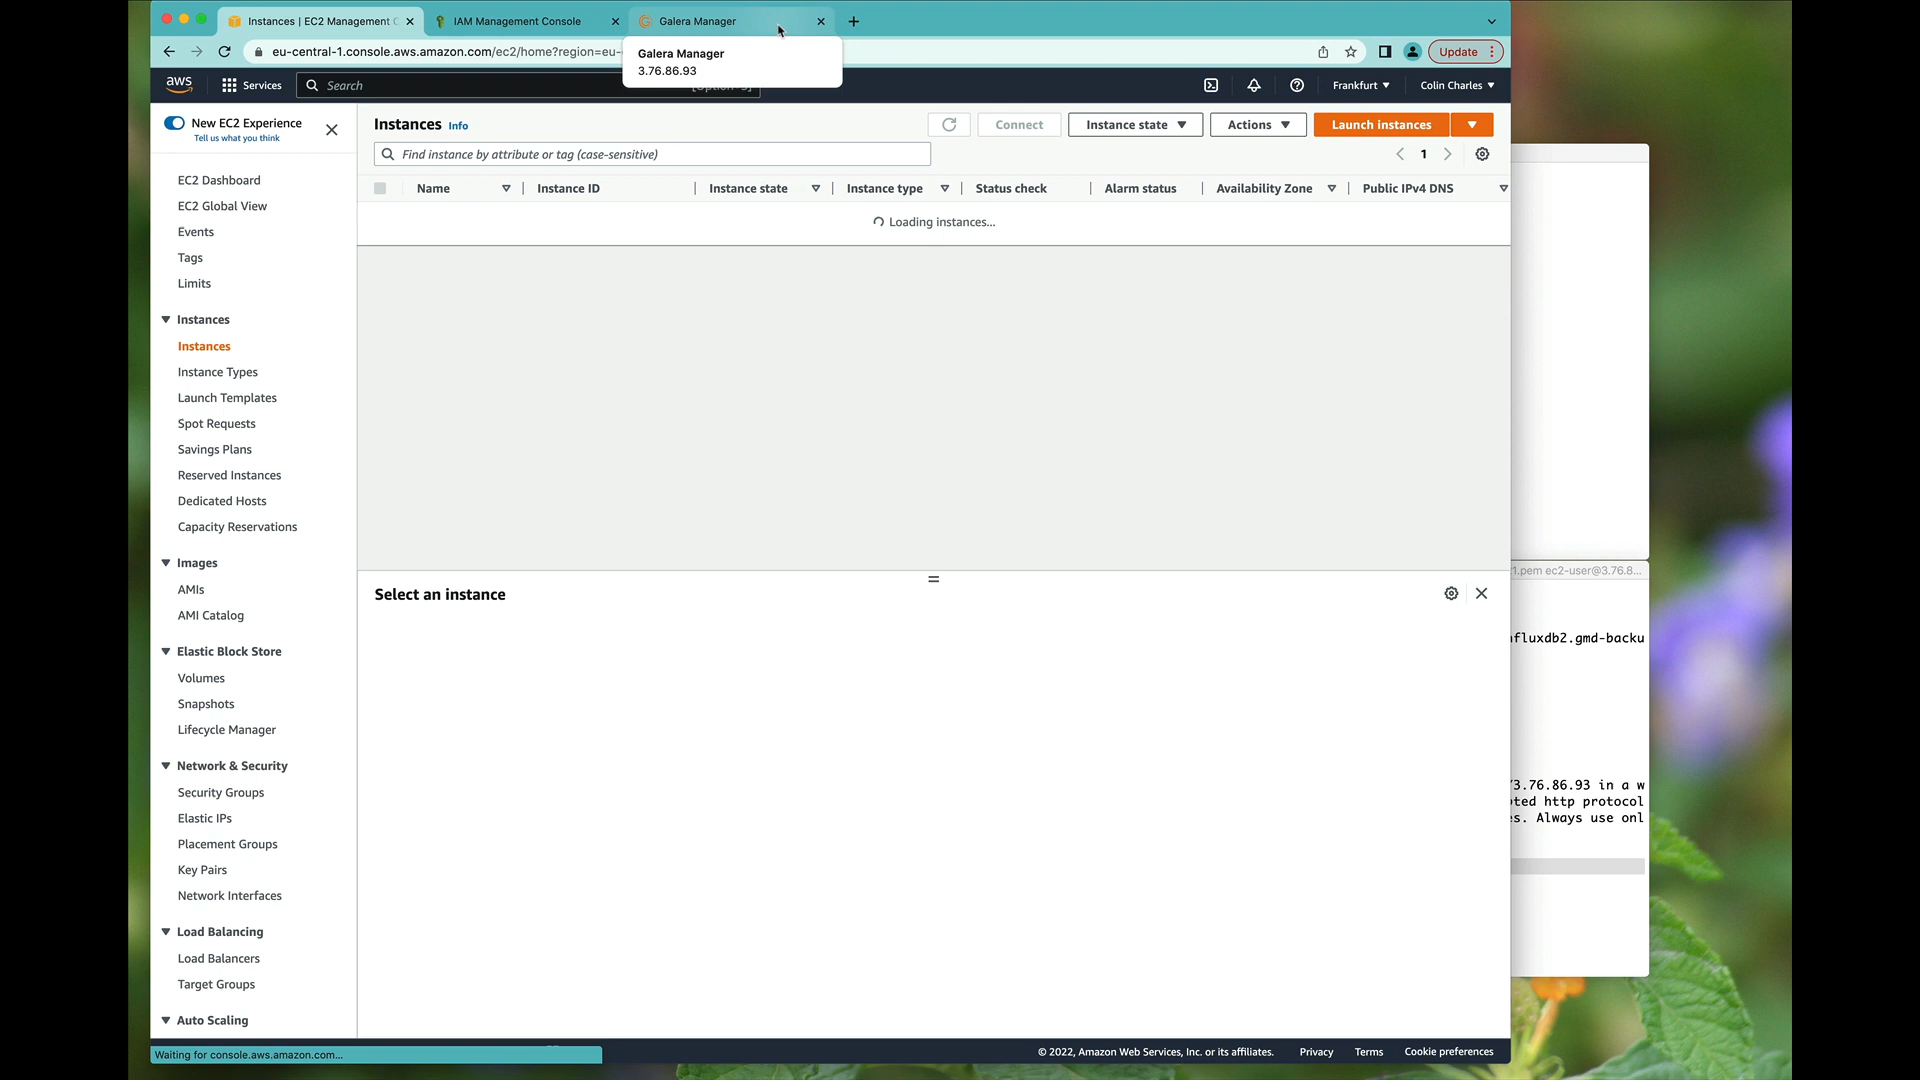 Instances | EC2 Management C
IAM Management Console
Galera Manager
eu-central-1.console.aws.amazon.com/ec2/home?region=eu-
Update
Galera Manager
3.76.86.93
aws
Services
Search
Frankfurt
Colin Charles
New EC2 Experience
Tell us what you think
EC2 Dashboard
EC2 Global View
Events
Tags
Limits
Instances
Instances
Instance Types
Launch Templates
Spot Requests
Savings Plans
Reserved Instances
Dedicated Hosts
Capacity Reservations
Images
AMIs
AMI Catalog
Elastic Block Store
Volumes
Snapshots
Lifecycle Manager
Network & Security
Security Groups
Elastic IPs
Placement Groups
Key Pairs
Network Interfaces
Load Balancing
Load Balancers
Target Groups
Auto Scaling
Instances Info
Connect
Instance state
Actions
Launch instances
Find instance by attribute or tag (case-sensitive)
1
Name Instance ID Instance state Instance type Status check Alarm status Availability Zone Public IPv4 DNS
Loading instances...
Select an instance
1.pem ec2-user@3.76.8...
fluxdb2.gmd-backu
3.76.86.93 in a w
ted http protocol
s. Always use onl
Waiting for console.aws.amazon.com...
© 2022, Amazon Web Services, Inc. or its affiliates.
Privacy
Terms
Cookie preferences